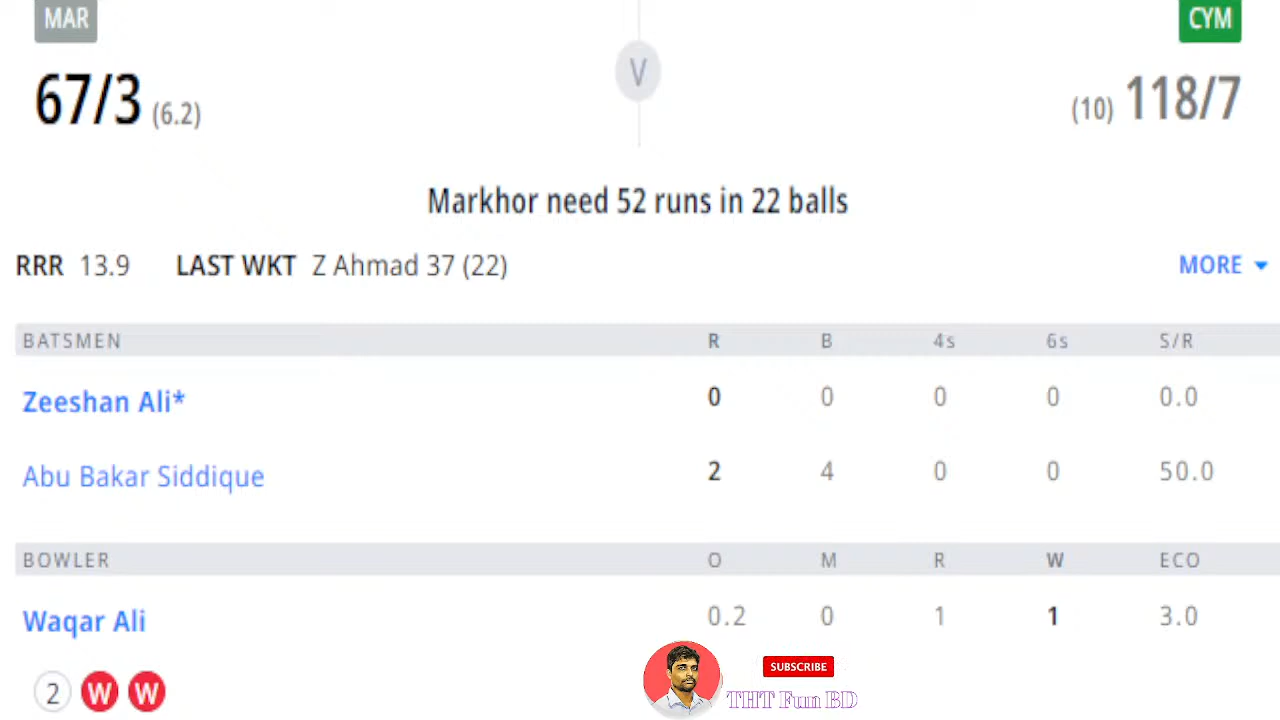 MAR
CYM
67/3 (6.2)
V
(10) 118/7
Markhor need 52 runs in 22 balls
RRR 13.9 LAST WKT Z Ahmad 37 (22)
MORE
BATSMEN R B 4s 6s S/R
Zeeshan Ali* 0 0 0 0 0.0
Abu Bakar Siddique 2 4 0 0 50.0
BOWLER O M R W ECO
Waqar Ali 0.2 0 1 1 3.0
2 W W
SUBSCRIBE
THT Fun BD